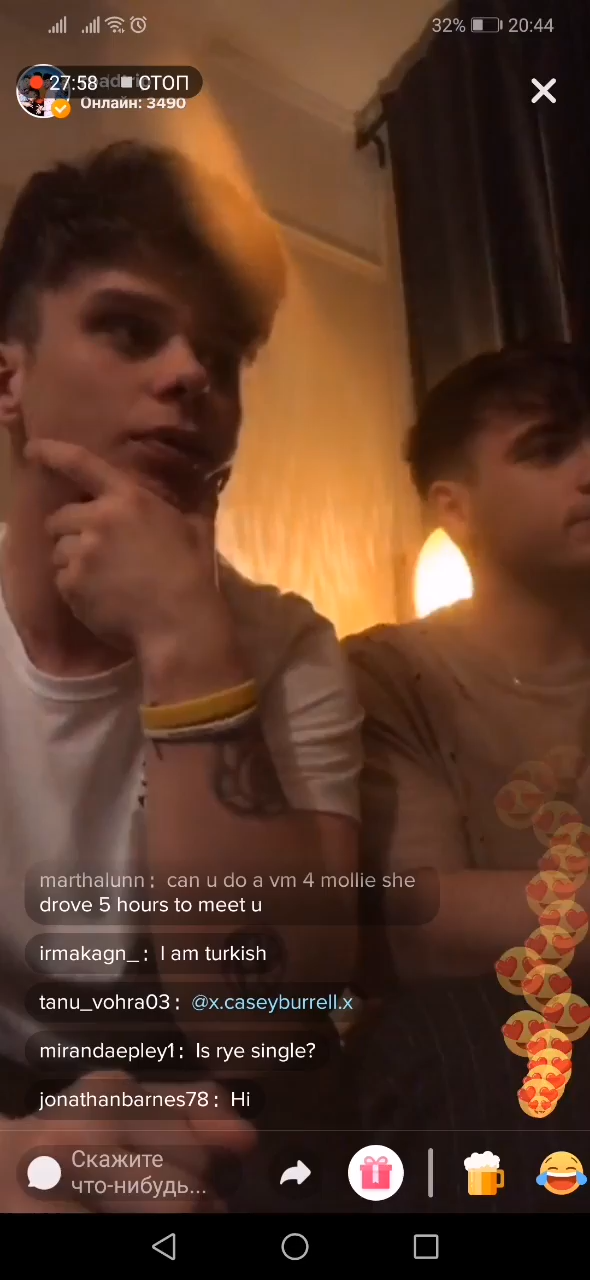 32% 20:44
27:58 СТОП
Онлайн: 3490
marthalunn: can u do a vm 4 mollie she
drove 5 hours to meet u
irmakagn_: I am turkish
tanu_vohra03: @x.caseyburrell.x
mirandaepley1: Is rye single?
jonathanbarnes78: Hi
Скажите
что-нибудь...